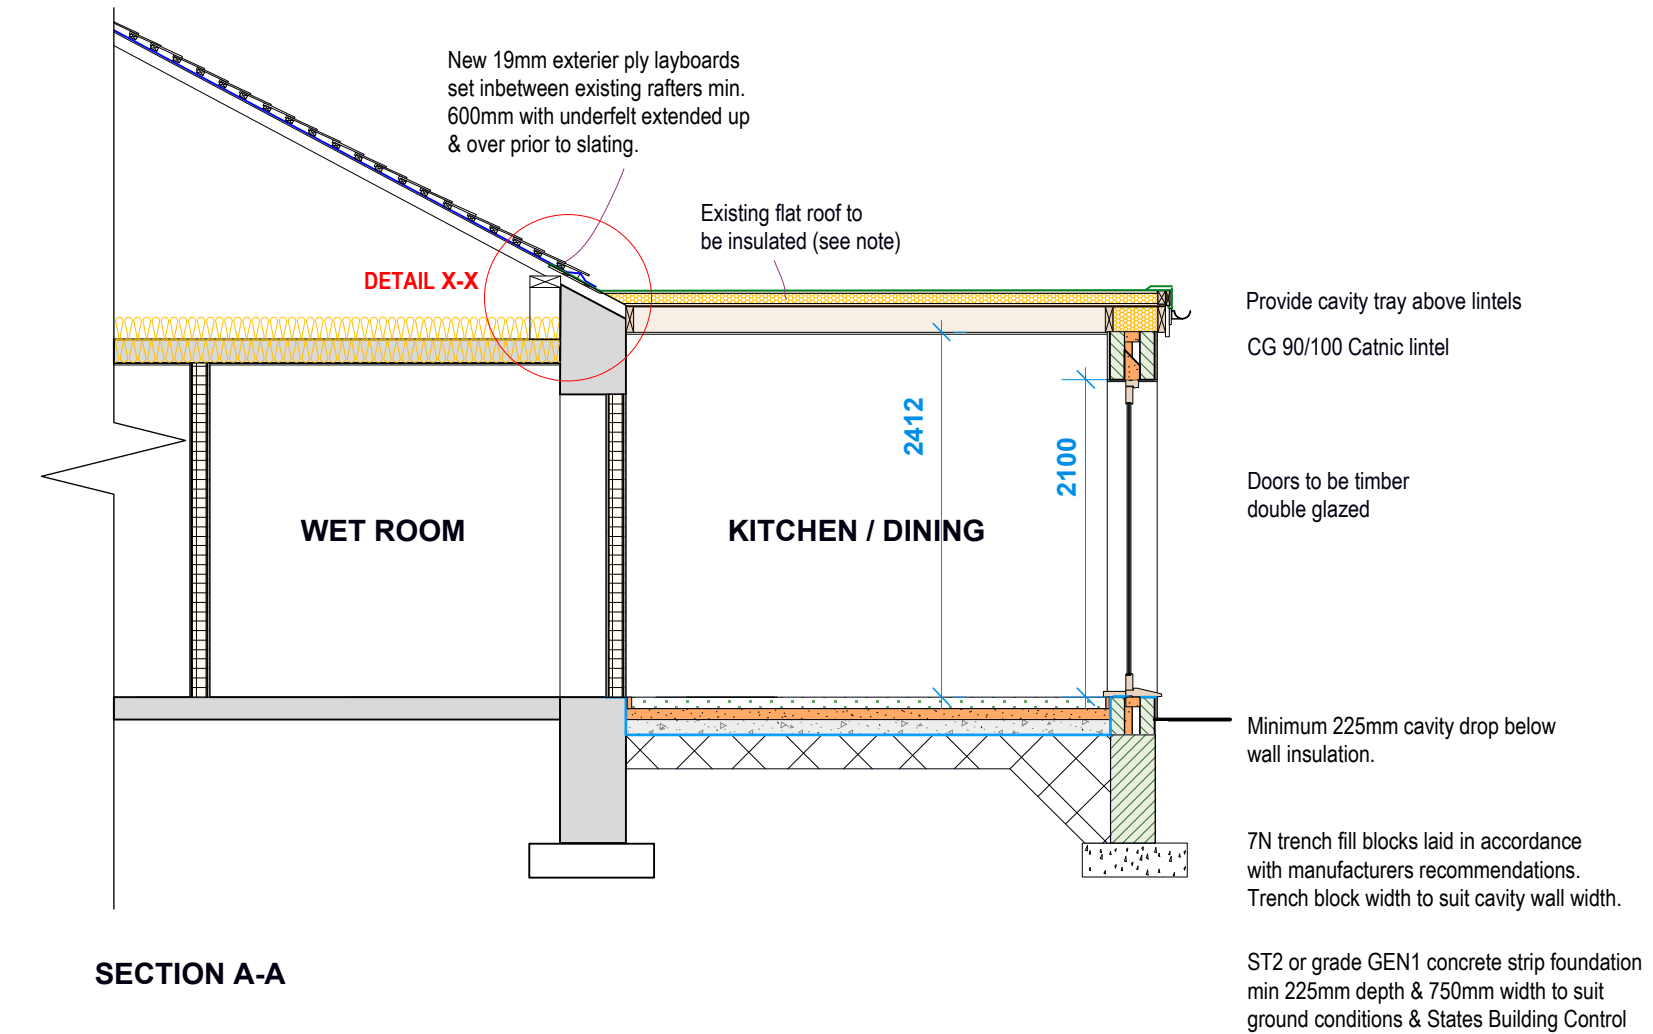 New 19mm exterier ply layboards
set inbetween existing rafters min.
600mm with underfelt extended up
& over prior to slating.
Existing flat roof to
be insulated (see note)
DETAIL X-X
Provide cavity tray above lintels
CG 90/100 Catnic lintel
2412
2100
Doors to be timber
double glazed
WET ROOM
KITCHEN / DINING
Minimum 225mm cavity drop below
wall insulation.
7N trench fill blocks laid in accordance
with manufacturers recommendations.
Trench block width to suit cavity wall width.
SECTION A-A
ST2 or grade GEN1 concrete strip foundation
min 225mm depth & 750mm width to suit
ground conditions & States Building Control